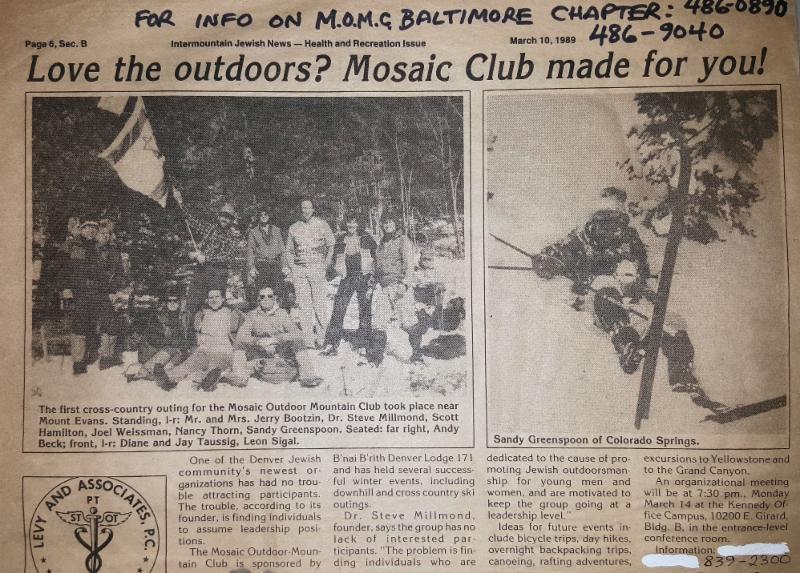 FOR INFO ON M.O.M.C BALTIMORE CHAPTER: 486-0890
486-9040
Page 6, Sec. B Intermountain Jewish News — Health and Recreation Issue March 10, 1989
Love the outdoors? Mosaic Club made for you!
The first cross-country outing for the Mosaic Outdoor Mountain Club took place near
Mount Evans. Standing, l-r: Mr. and Mrs. Jerry Bootzin, Dr. Steve Millmond, Scott
Hamilton, Joel Weissman, Nancy Thorn, Sandy Greenspoon. Seated: far right, Andy
Beck; front, l-r: Diane and Jay Taussig, Leon Sigal.
Sandy Greenspoon of Colorado Springs.
LEVY AND ASSOCIATES, P.C.
PT
ST OT
One of the Denver Jewish
community's newest or-
ganizations has had no trou-
ble attracting participants.
The trouble, according to its
founder, is finding individuals
to assume leadership posi-
tions.
The Mosaic Outdoor-Moun-
tain Club is sponsored by
B'nai B'rith Denver Lodge 171
and has held several success-
ful winter events, including
downhill and cross country ski
outings.
Dr. Steve Millmond,
founder, says the group has no
lack of interested par-
ticipants. "The problem is fin-
ding individuals who are
dedicated to the cause of pro-
moting Jewish outdoorsman-
ship for young men and
women, and are motivated to
keep the group going at a
leadership level."
Ideas for future events in-
clude bicycle trips, day hikes,
overnight backpacking trips,
canoeing, rafting adventures,
excursions to Yellowstone and
to the Grand Canyon.
An organizational meeting
will be at 7:30 pm., Monday
March 14 at the Kennedy Of-
fice Campus, 10200 E. Girard,
Bldg. B, in the entrance-level
conference room.
Information:
839-2300